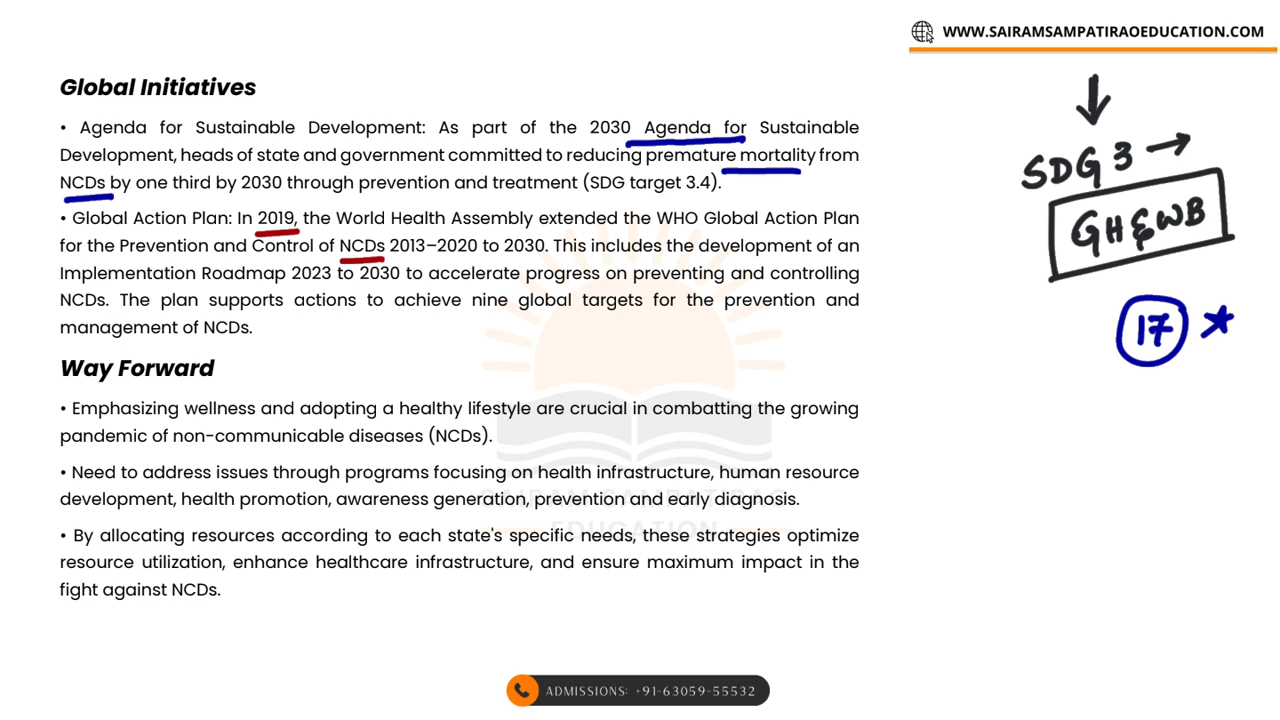 WWW.SAIRAMSAMPATIRAOEDUCATION.COM
Global Initiatives
• Agenda for Sustainable Development: As part of the 2030 Agenda for Sustainable
Development, heads of state and government committed to reducing premature mortality from
NCDs by one third by 2030 through prevention and treatment (SDG target 3.4).
• Global Action Plan: In 2019, the World Health Assembly extended the WHO Global Action Plan
for the Prevention and Control of NCDs 2013–2020 to 2030. This includes the development of an
Implementation Roadmap 2023 to 2030 to accelerate progress on preventing and controlling
NCDs. The plan supports actions to achieve nine global targets for the prevention and
management of NCDs.
Way Forward
• Emphasizing wellness and adopting a healthy lifestyle are crucial in combatting the growing
pandemic of non-communicable diseases (NCDs).
• Need to address issues through programs focusing on health infrastructure, human resource
development, health promotion, awareness generation, prevention and early diagnosis.
• By allocating resources according to each state's specific needs, these strategies optimize
resource utilization, enhance healthcare infrastructure, and ensure maximum impact in the
fight against NCDs.
SDG 3 →
GH&WB
17
SAIRAM SAMPATIRAO
EDUCATION
ADMISSIONS: +91-63059-55532